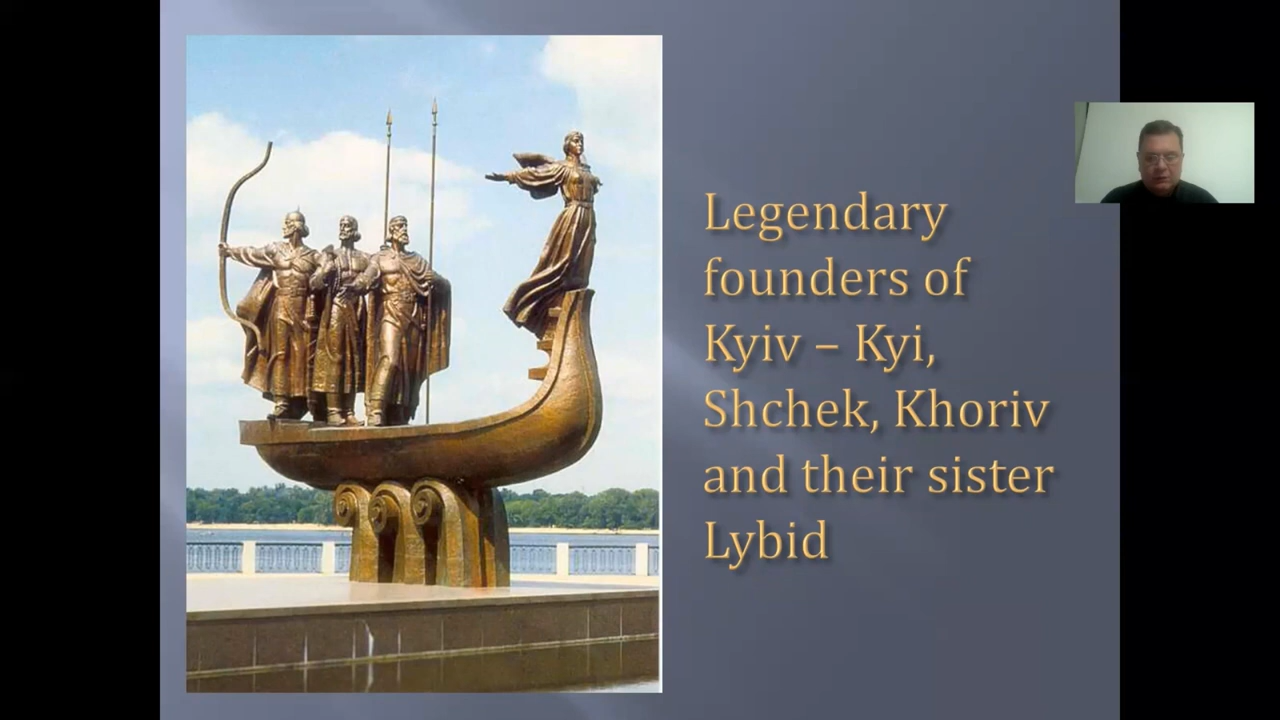 Legendary
founders of
Kyiv – Kyi,
Shchek, Khoriv
and their sister
Lybid